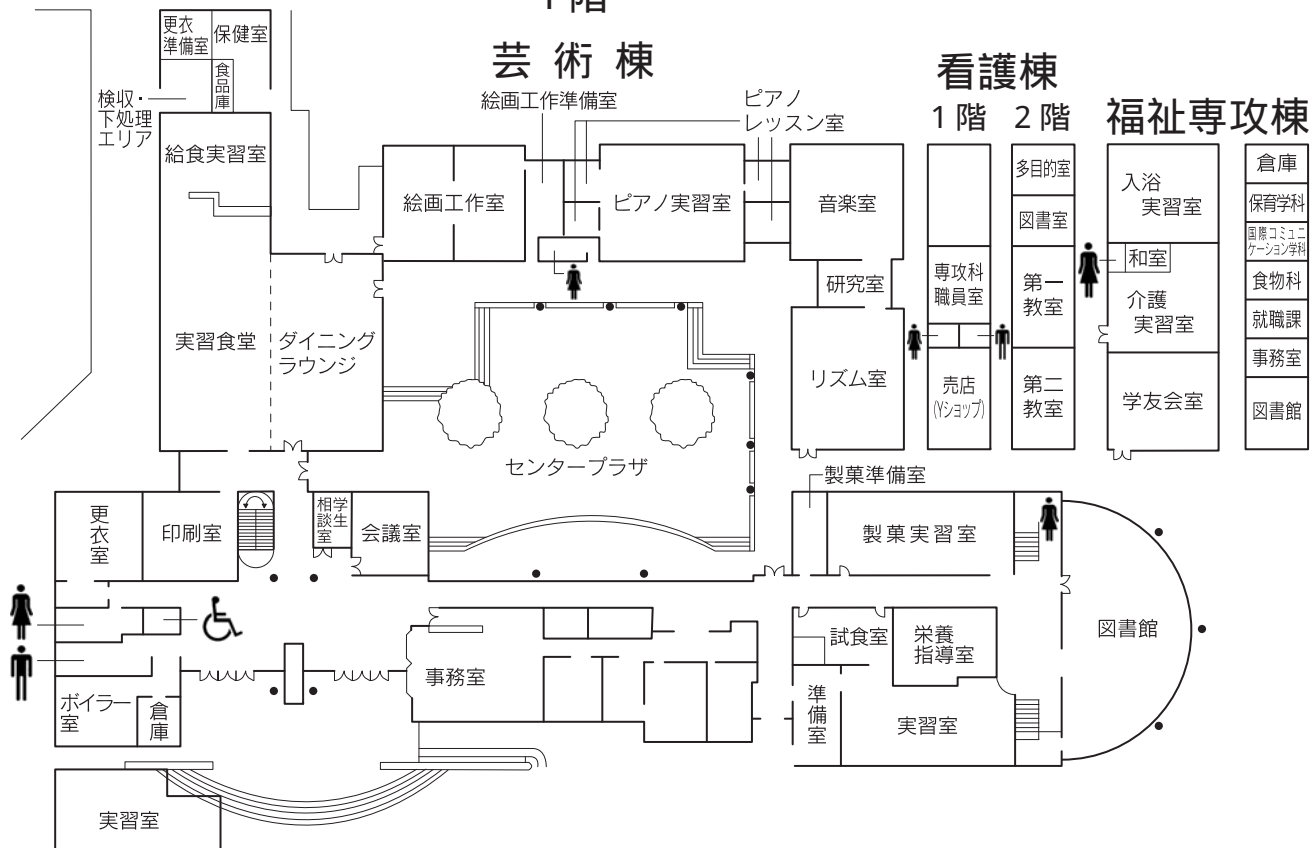 1 階
芸 術 棟
看護棟
1 階
2 階
福祉専攻棟
更衣
準備室
保健室
食品庫
検収・
下処理
エリア
給食実習室
実習食堂
ダイニング
ラウンジ
絵画工作準備室
ピアノ
レッスン室
絵画工作室
ピアノ実習室
音楽室
研究室
リズム室
専攻科
職員室
売店
(Yショップ)
多目的室
図書室
第一
教室
第二
教室
入浴
実習室
和室
介護
実習室
学友会室
倉庫
保育学科
国際コミュニ
ケーション学科
食物科
就職課
事務室
図書館
センタープラザ
製菓準備室
更衣室
印刷室
学生
相談室
会議室
製菓実習室
図書館
試食室
栄養
指導室
準備室
実習室
事務室
ボイラー
室
倉庫
実習室